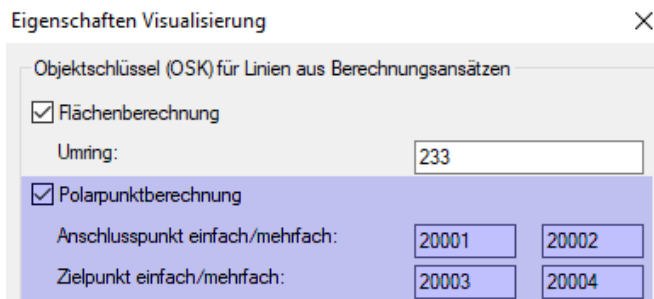 Eigenschaften Visualisierung
Objektschlüssel (OSK) für Linien aus Berechnungsansätzen
Flächenberechnung
Umring: 233
Polarpunktberechnung
Anschlusspunkt einfach/mehrfach: 20001 20002
Zielpunkt einfach/mehrfach: 20003 20004